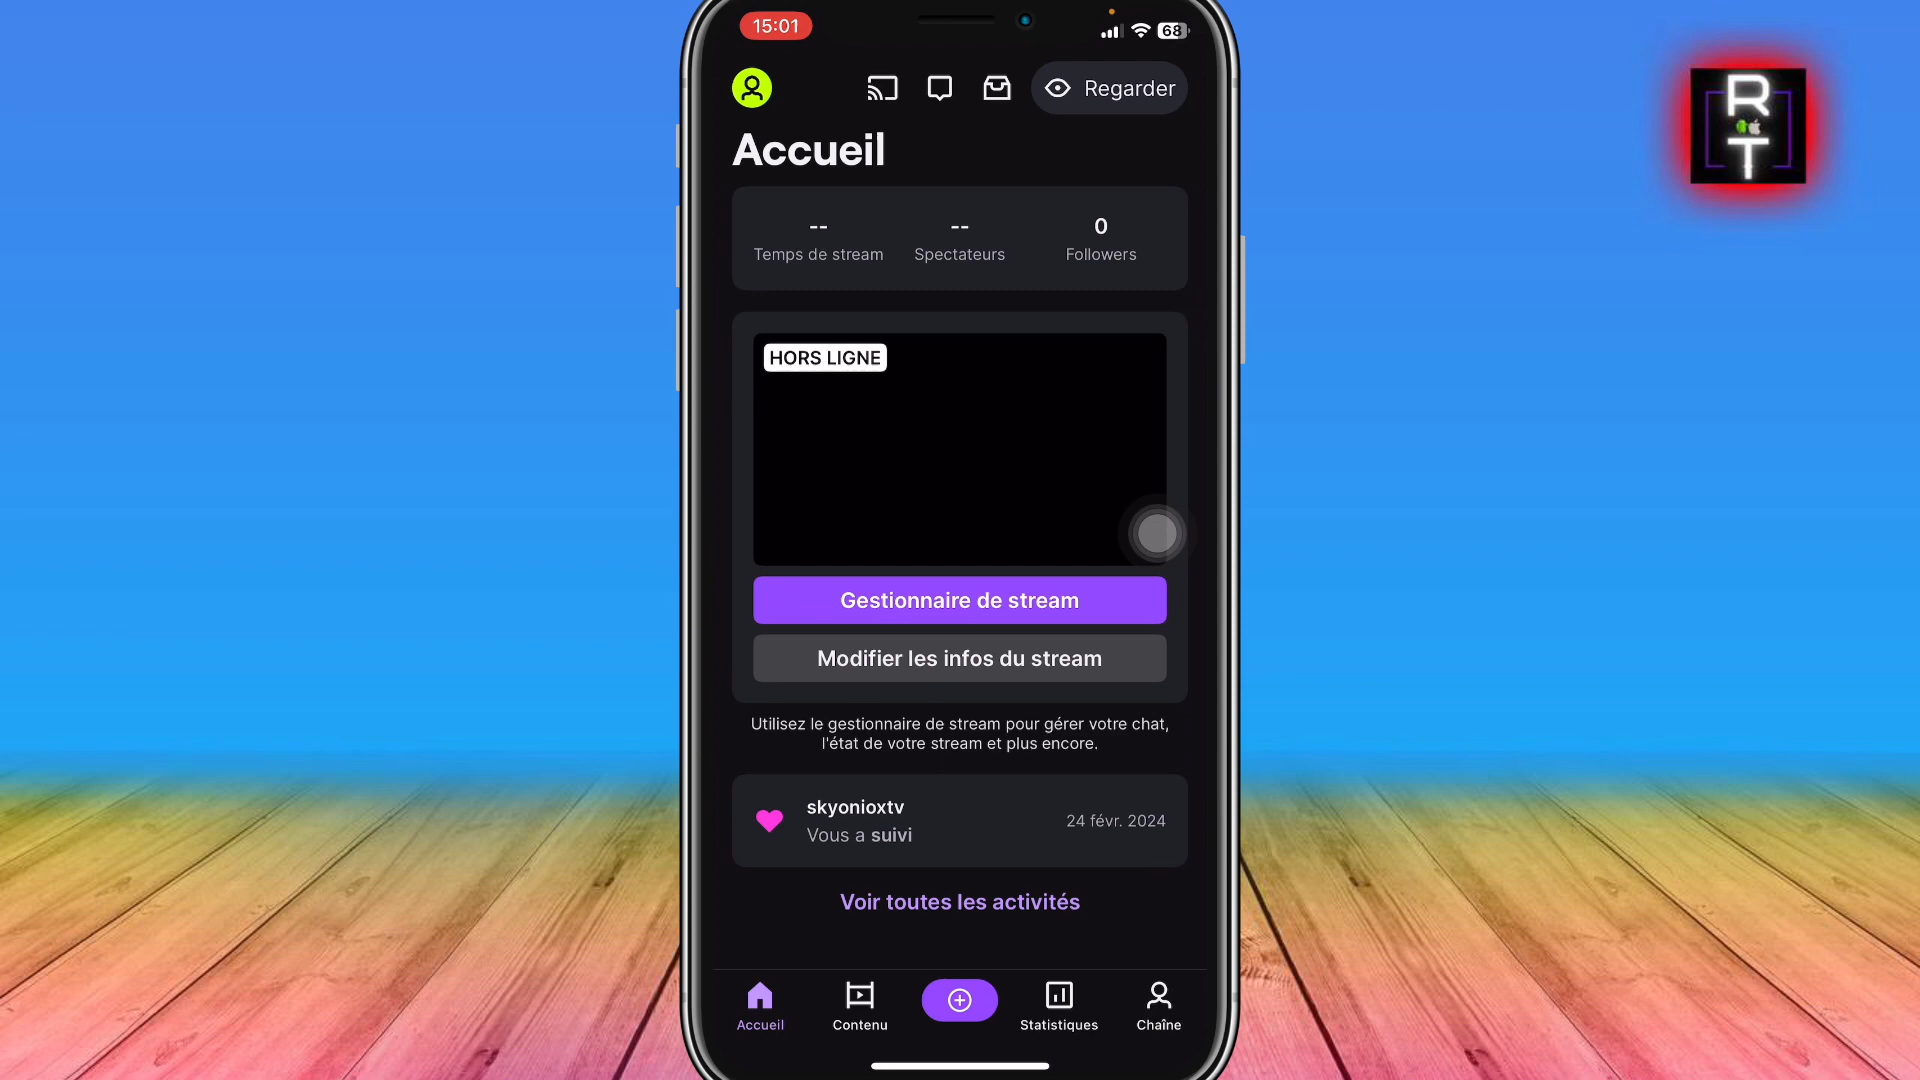 15:01
68
Regarder
R
T
Accueil
-- -- 0
Temps de stream Spectateurs Followers
HORS LIGNE
Gestionnaire de stream
Modifier les infos du stream
Utilisez le gestionnaire de stream pour gérer votre chat,
l'état de votre stream et plus encore.
skyonioxtv
Vous a suivi
24 févr. 2024
Voir toutes les activités
Accueil Contenu Statistiques Chaîne